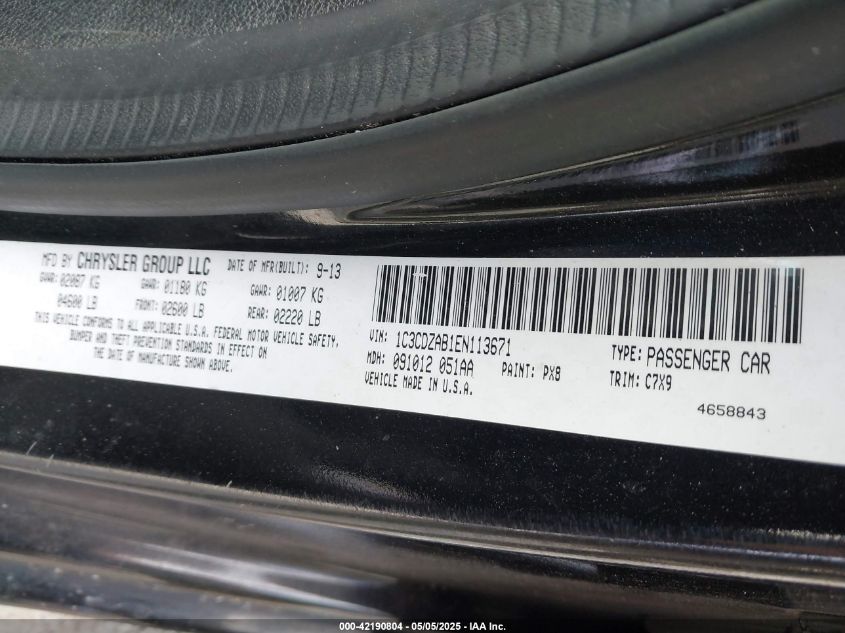 MFD BY CHRYSLER GROUP LLC DATE OF MFR(BUILT): 9-13
GVWR: 02087 KG GAWR: 01180 KG GAWR: 01007 KG
04600 LB FRONT: 02600 LB REAR: 02220 LB
THIS VEHICLE CONFORMS TO ALL APPLICABLE U.S.A. FEDERAL MOTOR VEHICLE SAFETY,
BUMPER AND THEFT PREVENTION STANDARDS IN EFFECT ON
THE DATE OF MANUFACTURE SHOWN ABOVE.
VIN: 1C3CDZAB1EN113671 TYPE: PASSENGER CAR
MDH: 091012 051AA PAINT: PX8 TRIM: C7X9
VEHICLE MADE IN U.S.A.
4658843
000-42190804 - 05/05/2025 - IAA Inc.